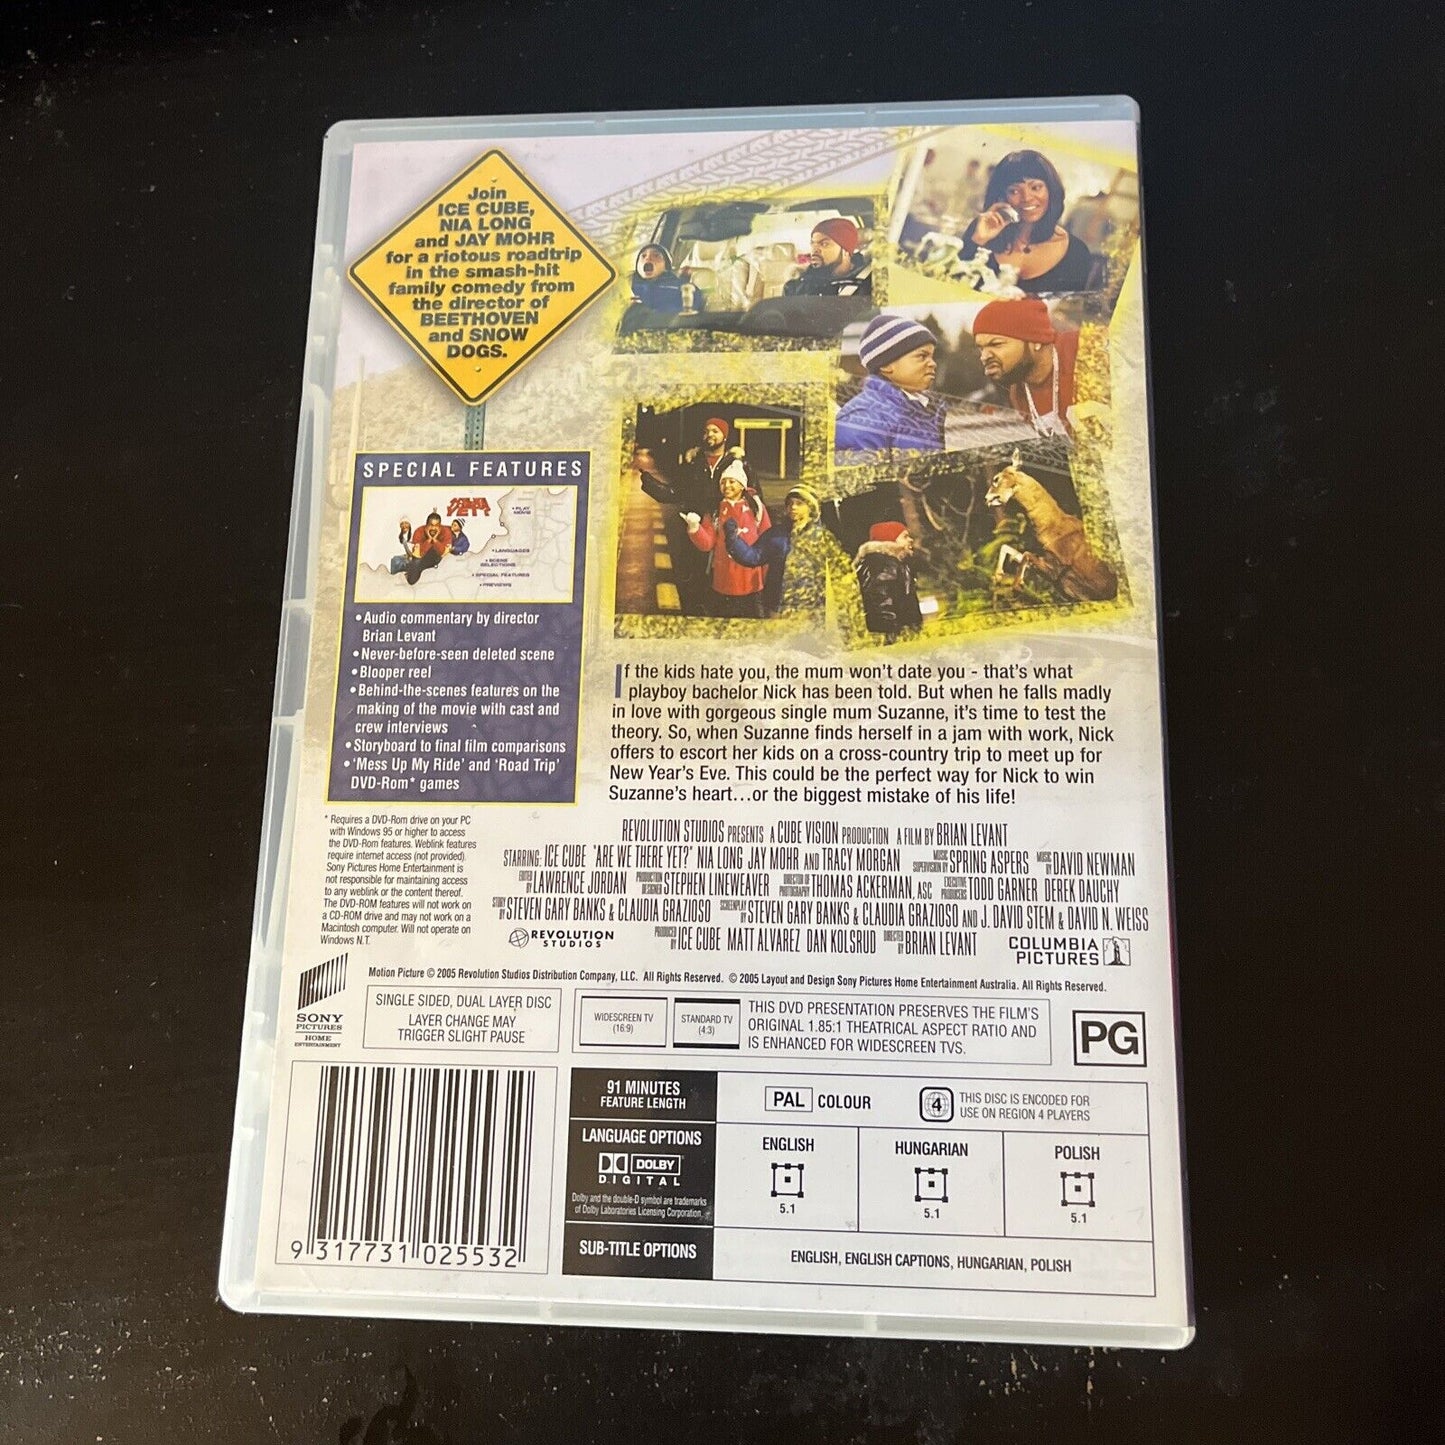 Join
ICE CUBE,
NIA LONG
and JAY MOHR
for a riotous roadtrip
in the smash-hit
family comedy from
the director of
BEETHOVEN
and SNOW
DOGS.
SPECIAL FEATURES
YET?
• PLAY
MOVIE
• LANGUAGES
• SCENE
SELECTIONS
• SPECIAL FEATURES
• PREVIEWS
• Audio commentary by director
Brian Levant
• Never-before-seen deleted scene
• Blooper reel
• Behind-the-scenes features on the
making of the movie with cast and
crew interviews
• Storyboard to final film comparisons
• 'Mess Up My Ride' and 'Road Trip'
DVD-Rom* games
* Requires a DVD-Rom drive on your PC
with Windows 95 or higher to access
the DVD-Rom features. Weblink features
require internet access (not provided).
Sony Pictures Home Entertainment is
not responsible for maintaining access
to any weblink or the content thereof.
The DVD-ROM features will not work on
a CD-ROM drive and may not work on a
Macintosh computer. Will not operate on
Windows N.T.
If the kids hate you, the mum won't date you - that's what
playboy bachelor Nick has been told. But when he falls madly
in love with gorgeous single mum Suzanne, it's time to test the
theory. So, when Suzanne finds herself in a jam with work, Nick
offers to escort her kids on a cross-country trip to meet up for
New Year's Eve. This could be the perfect way for Nick to win
Suzanne's heart...or the biggest mistake of his life!
REVOLUTION STUDIOS PRESENTS A CUBE VISION PRODUCTION A FILM BY BRIAN LEVANT
STARRING: ICE CUBE "ARE WE THERE YET?" NIA LONG JAY MOHR AND TRACY MORGAN MUSIC SUPERVISION BY SPRING ASPERS MUSIC BY DAVID NEWMAN
EDITED BY LAWRENCE JORDAN PRODUCTION DESIGNER STEPHEN LINEWEAVER DIRECTOR OF PHOTOGRAPHY THOMAS ACKERMAN, ASC EXECUTIVE PRODUCERS TODD GARNER DEREK DAUCHY
STORY BY STEVEN GARY BANKS & CLAUDIA GRAZIOSO SCREENPLAY BY STEVEN GARY BANKS & CLAUDIA GRAZIOSO AND J. DAVID STEM & DAVID N. WEISS
REVOLUTION
STUDIOS
PRODUCED BY ICE CUBE MATT ALVAREZ DAN KOLSRUD DIRECTED BY BRIAN LEVANT
COLUMBIA
PICTURES
Motion Picture © 2005 Revolution Studios Distribution Company, LLC. All Rights Reserved. © 2005 Layout and Design Sony Pictures Home Entertainment Australia. All Rights Reserved.
SONY
PICTURES
HOME
ENTERTAINMENT
SINGLE SIDED, DUAL LAYER DISC
LAYER CHANGE MAY
TRIGGER SLIGHT PAUSE
WIDESCREEN TV
(16:9)
STANDARD TV
(4:3)
THIS DVD PRESENTATION PRESERVES THE FILM'S
ORIGINAL 1.85:1 THEATRICAL ASPECT RATIO AND
IS ENHANCED FOR WIDESCREEN TVS.
PG
9 317731 025532
91 MINUTES
FEATURE LENGTH
PAL COLOUR
4
THIS DISC IS ENCODED FOR
USE ON REGION 4 PLAYERS
LANGUAGE OPTIONS
DOLBY
DIGITAL
Dolby and the double-D symbol are trademarks
of Dolby Laboratories Licensing Corporation.
ENGLISH
5.1
HUNGARIAN
5.1
POLISH
5.1
SUB-TITLE OPTIONS
ENGLISH, ENGLISH CAPTIONS, HUNGARIAN, POLISH